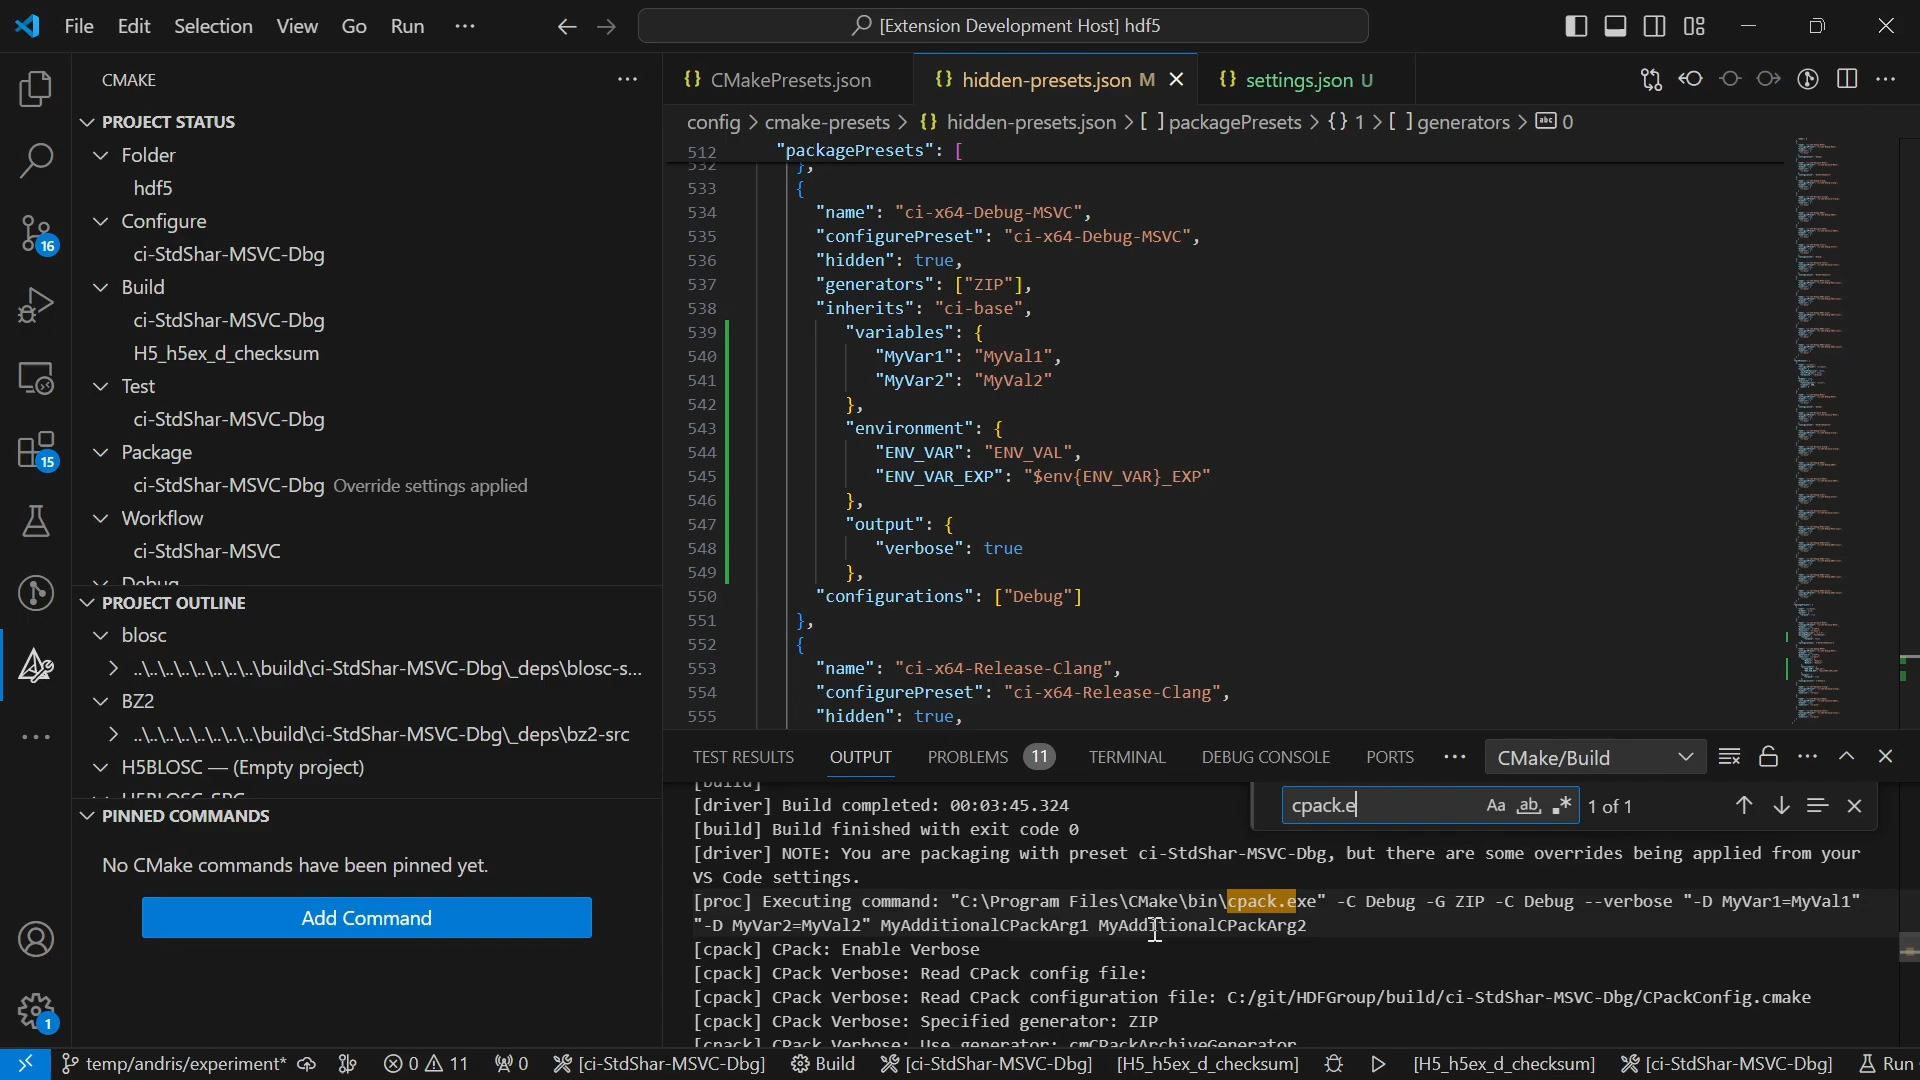 File Edit Selection View Go Run ··· [Extension Development Host] hdf5
CMAKE
PROJECT STATUS
Folder
hdf5
Configure
ci-StdShar-MSVC-Dbg
Build
ci-StdShar-MSVC-Dbg
H5_h5ex_d_checksum
Test
ci-StdShar-MSVC-Dbg
Package
ci-StdShar-MSVC-Dbg Override settings applied
Workflow
ci-StdShar-MSVC
Debug
PROJECT OUTLINE
blosc
..\..\..\..\..\..\..\..\build\ci-StdShar-MSVC-Dbg\_deps\blosc-s...
BZ2
..\..\..\..\..\..\..\..\build\ci-StdShar-MSVC-Dbg\_deps\bz2-src
H5BLOSC — (Empty project)
PINNED COMMANDS
No CMake commands have been pinned yet.
Add Command
16
15
1
{} CMakePresets.json {} hidden-presets.json M {} settings.json U
config > cmake-presets > {} hidden-presets.json > [ ] packagePresets > {} 1 > [ ] generators > abc 0
512 "packagePresets": [
532 },
533 {
534 "name": "ci-x64-Debug-MSVC",
535 "configurePreset": "ci-x64-Debug-MSVC",
536 "hidden": true,
537 "generators": ["ZIP"],
538 "inherits": "ci-base",
539 "variables": {
540 "MyVar1": "MyVal1",
541 "MyVar2": "MyVal2"
542 },
543 "environment": {
544 "ENV_VAR": "ENV_VAL",
545 "ENV_VAR_EXP": "$env{ENV_VAR}_EXP"
546 },
547 "output": {
548 "verbose": true
549 },
550 "configurations": ["Debug"]
551 },
552 {
553 "name": "ci-x64-Release-Clang",
554 "configurePreset": "ci-x64-Release-Clang",
555 "hidden": true,
TEST RESULTS OUTPUT PROBLEMS 11 TERMINAL DEBUG CONSOLE PORTS ··· CMake/Build
cpack.e Aa ab 1 of 1
[build]
[driver] Build completed: 00:03:45.324
[build] Build finished with exit code 0
[driver] NOTE: You are packaging with preset ci-StdShar-MSVC-Dbg, but there are some overrides being applied from your
VS Code settings.
[proc] Executing command: "C:\Program Files\CMake\bin\cpack.exe" -C Debug -G ZIP -C Debug --verbose "-D MyVar1=MyVal1"
"-D MyVar2=MyVal2" MyAdditionalCPackArg1 MyAdditionalCPackArg2
[cpack] CPack: Enable Verbose
[cpack] CPack Verbose: Read CPack config file:
[cpack] CPack Verbose: Read CPack configuration file: C:/git/HDFGroup/build/ci-StdShar-MSVC-Dbg/CPackConfig.cmake
[cpack] CPack Verbose: Specified generator: ZIP
[cpack] CPack Verbose: Use generator: cmCPackArchiveGenerator
temp/andris/experiment* 0 11 0 [ci-StdShar-MSVC-Dbg] Build [ci-StdShar-MSVC-Dbg] [H5_h5ex_d_checksum] [H5_h5ex_d_checksum] [ci-StdShar-MSVC-Dbg] Run